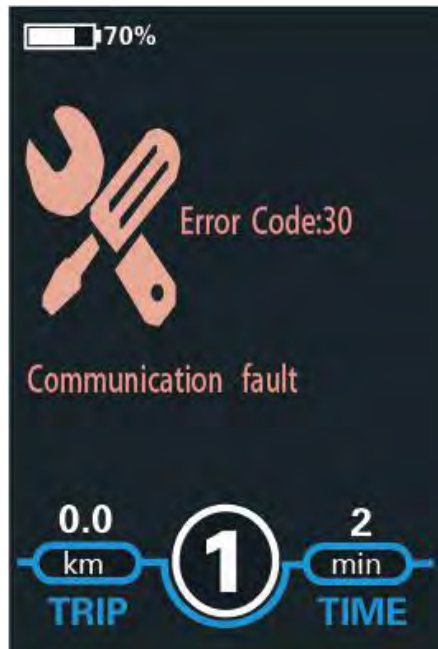 70%
Error Code:30
Communication fault
0.0
km
TRIP
1
2
min
TIME